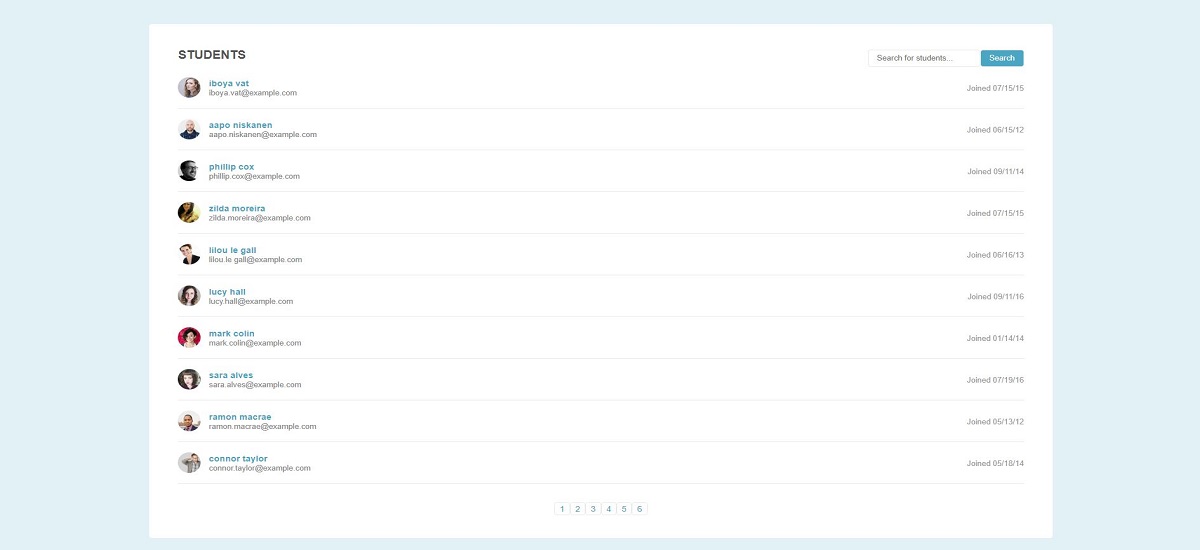 STUDENTS
Search for students... Search
iboya vat
iboya.vat@example.com
Joined 07/15/15
aapo niskanen
aapo.niskanen@example.com
Joined 06/15/12
phillip cox
phillip.cox@example.com
Joined 09/11/14
zilda moreira
zilda.moreira@example.com
Joined 07/15/15
lilou le gall
lilou.le gall@example.com
Joined 06/16/13
lucy hall
lucy.hall@example.com
Joined 09/11/16
mark colin
mark.colin@example.com
Joined 01/14/14
sara alves
sara.alves@example.com
Joined 07/19/16
ramon macrae
ramon.macrae@example.com
Joined 05/13/12
connor taylor
connor.taylor@example.com
Joined 05/18/14
1 2 3 4 5 6